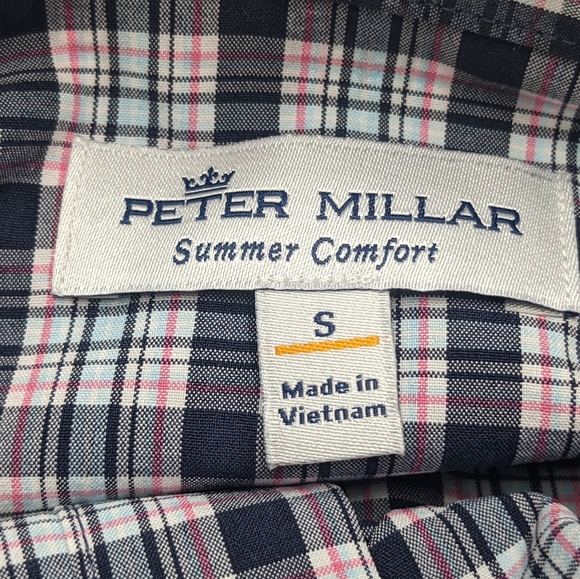 PETER MILLAR
Summer Comfort
S
Made in
Vietnam